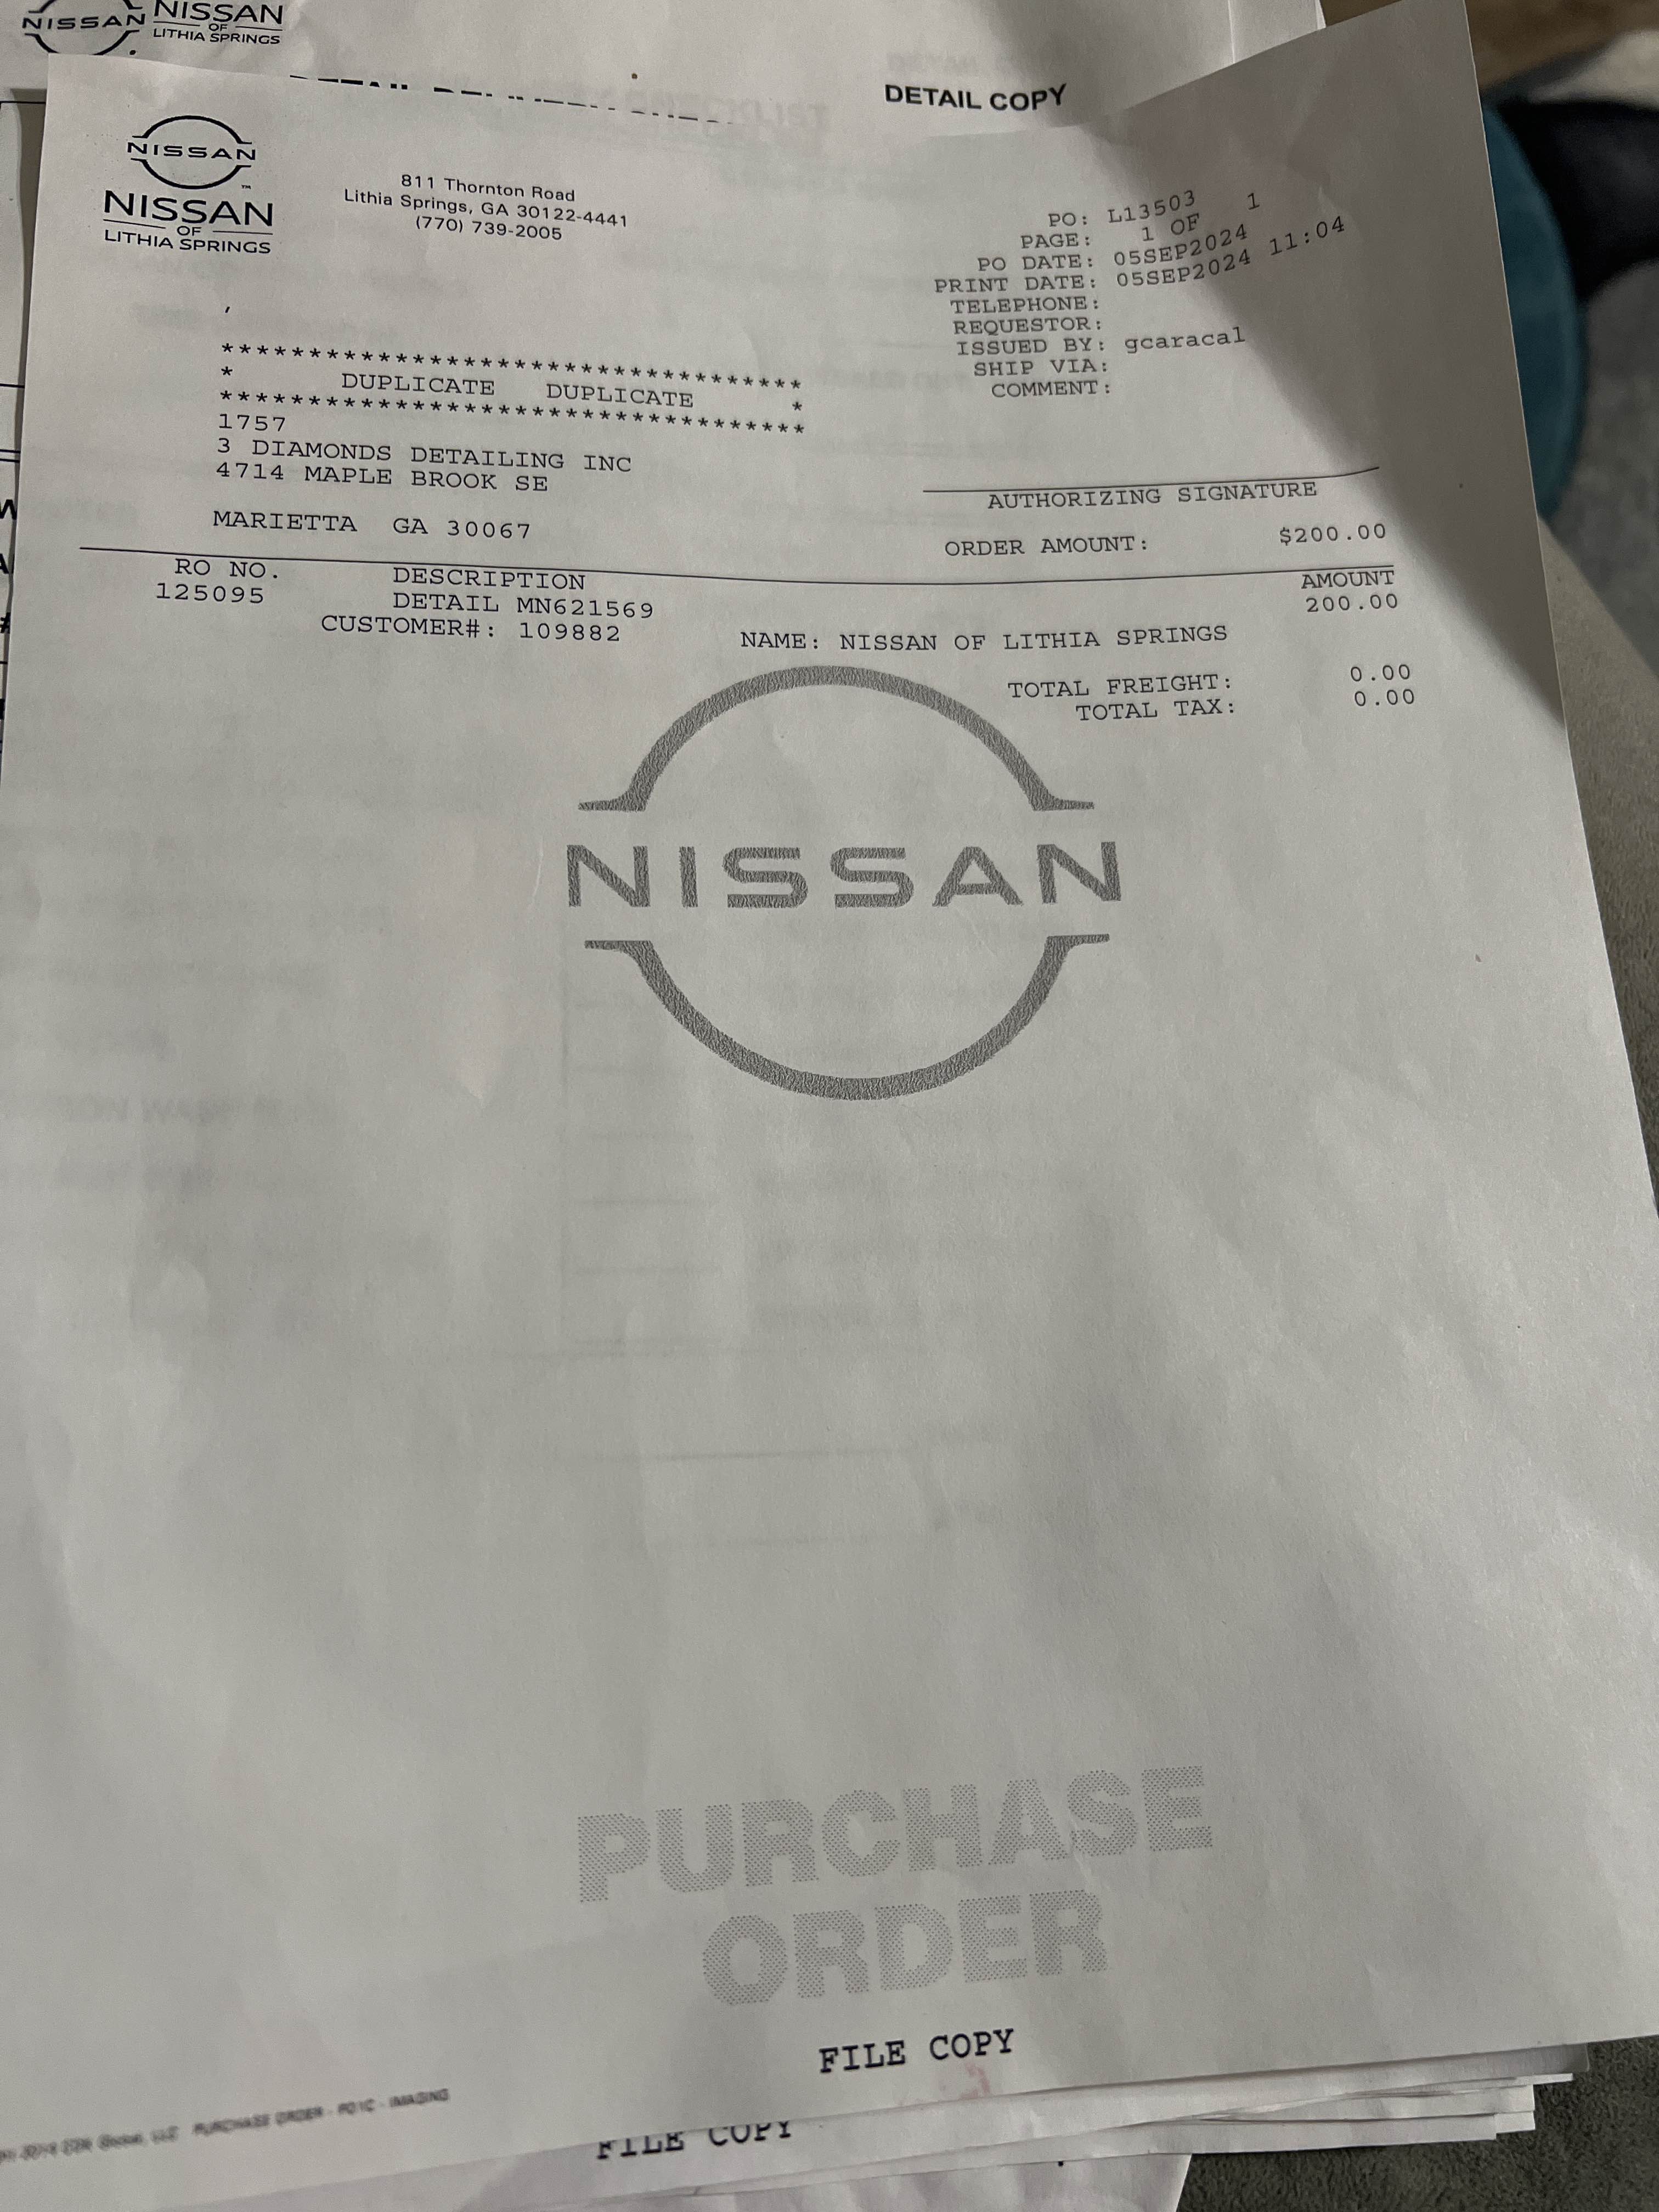 NISSAN NISSAN
OF
LITHIA SPRINGS
DETAIL COPY
NISSAN
NISSAN
OF
LITHIA SPRINGS
811 Thornton Road
Lithia Springs, GA 30122-4441
(770) 739-2005
PO: L13503
PAGE: 1 OF 1
PO DATE: 05SEP2024
PRINT DATE: 05SEP2024 11:04
TELEPHONE:
REQUESTOR:
ISSUED BY: gcaracal
SHIP VIA:
COMMENT:
*********************************
* DUPLICATE DUPLICATE *
*********************************
1757
3 DIAMONDS DETAILING INC
4714 MAPLE BROOK SE
MARIETTA GA 30067
AUTHORIZING SIGNATURE
ORDER AMOUNT: $200.00
RO NO. DESCRIPTION AMOUNT
125095 DETAIL MN621569 200.00
CUSTOMER#: 109882 NAME: NISSAN OF LITHIA SPRINGS
TOTAL FREIGHT: 0.00
TOTAL TAX: 0.00
NISSAN
PURCHASE
ORDER
FILE COPY
PURCHASE ORDER - PO1C - IMAGING
FILE COPY